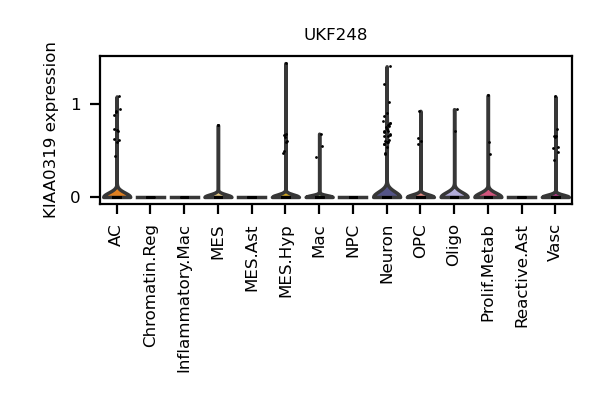 UKF248
KIAA0319 expression
1
0
AC
Chromatin.Reg
Inflammatory.Mac
MES
MES.Ast
MES.Hyp
Mac
NPC
Neuron
OPC
Oligo
Prolif.Metab
Reactive.Ast
Vasc